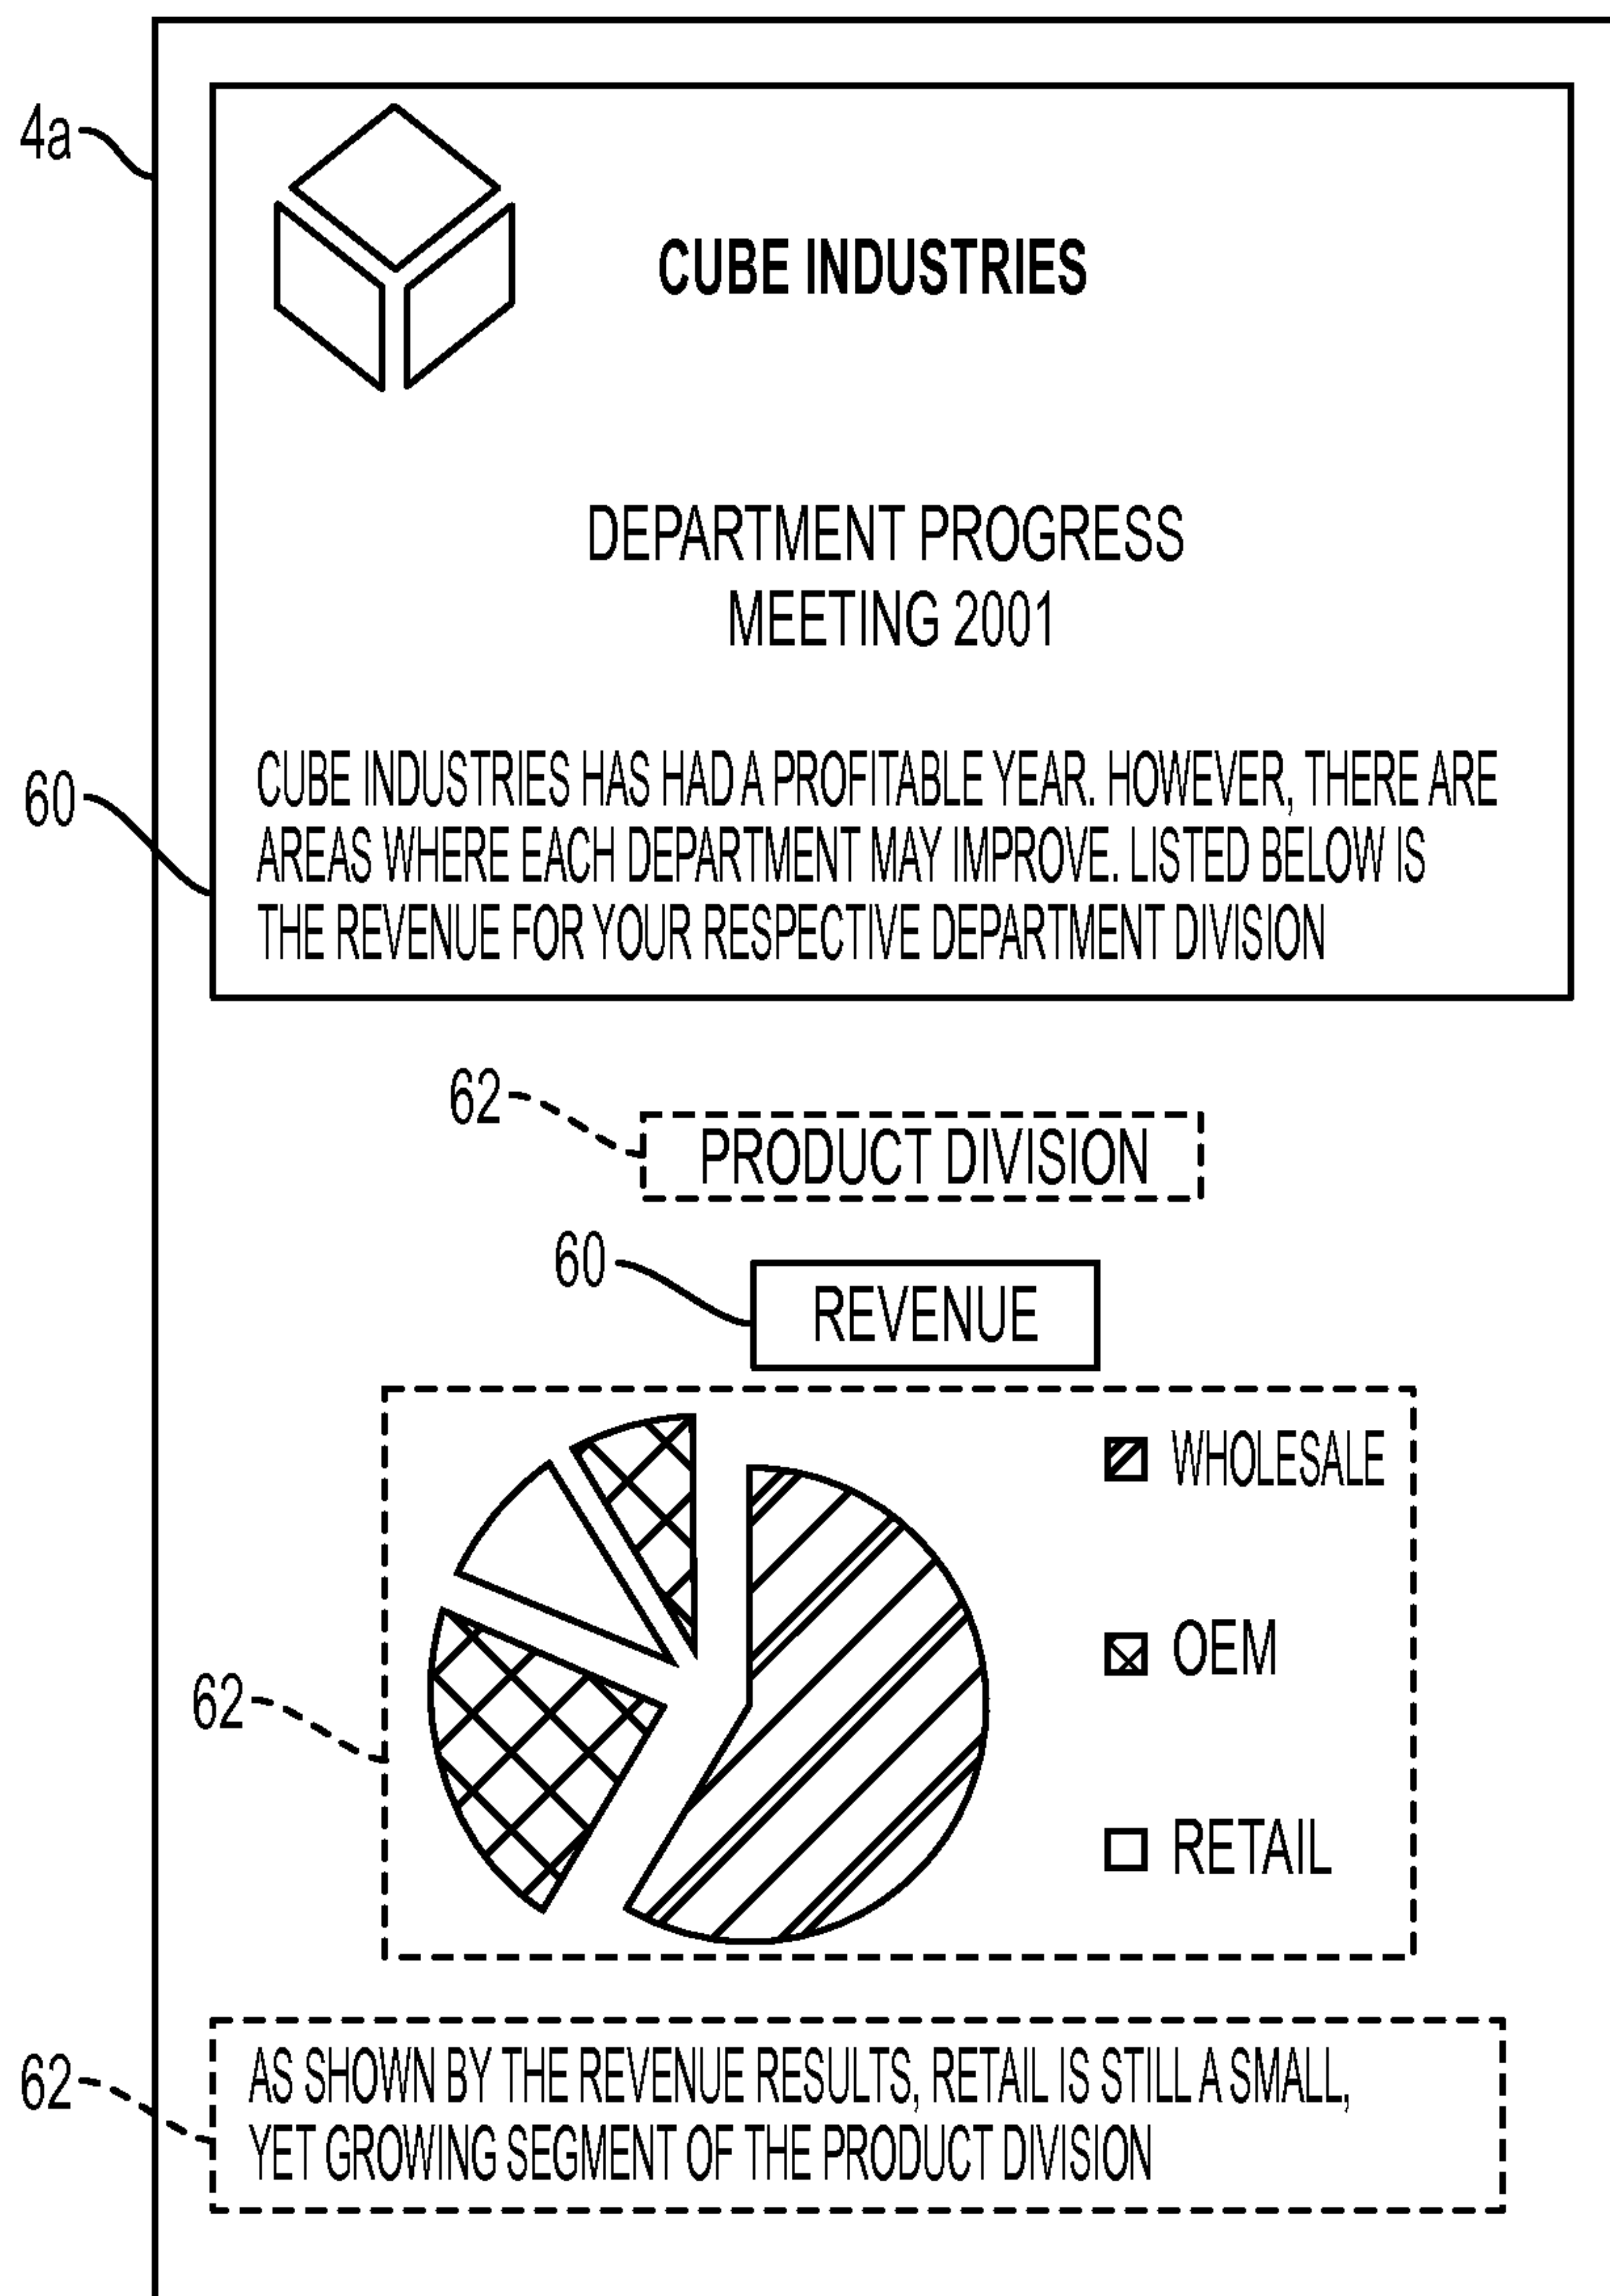 4a
CUBE INDUSTRIES
DEPARTMENT PROGRESS
MEETING 2001
60
CUBE INDUSTRIES HAS HAD A PROFITABLE YEAR. HOWEVER, THERE ARE
AREAS WHERE EACH DEPARTMENT MAY IMPROVE. LISTED BELOW IS
THE REVENUE FOR YOUR RESPECTIVE DEPARTMENT DIVISION
62
PRODUCT DIVISION
60
REVENUE
WHOLESALE
OEM
62
RETAIL
62
AS SHOWN BY THE REVENUE RESULTS, RETAIL IS STILL A SMALL,
YET GROWING SEGMENT OF THE PRODUCT DIVISION